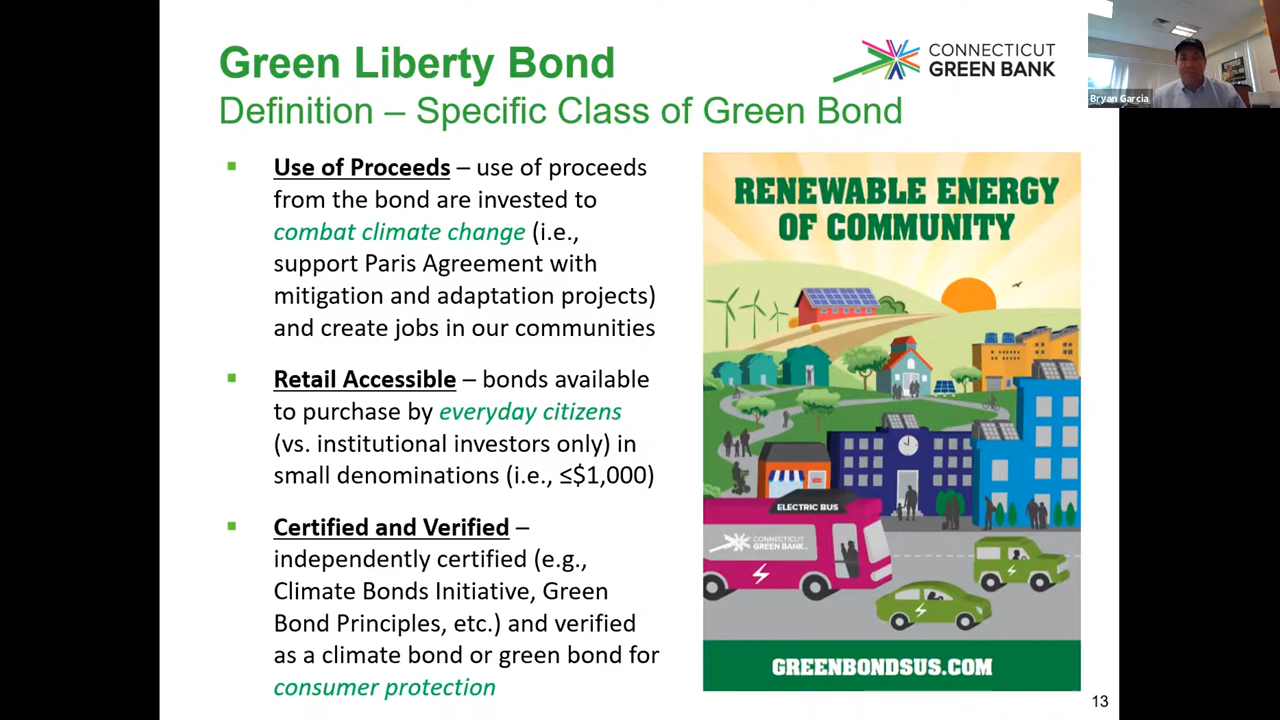 Green Liberty Bond
Definition – Specific Class of Green Bond
CONNECTICUT
GREEN BANK
Bryan Garcia
▪ Use of Proceeds – use of proceeds
from the bond are invested to
combat climate change (i.e.,
support Paris Agreement with
mitigation and adaptation projects)
and create jobs in our communities
▪ Retail Accessible – bonds available
to purchase by everyday citizens
(vs. institutional investors only) in
small denominations (i.e., ≤$1,000)
▪ Certified and Verified –
independently certified (e.g.,
Climate Bonds Initiative, Green
Bond Principles, etc.) and verified
as a climate bond or green bond for
consumer protection
RENEWABLE ENERGY
OF COMMUNITY
ELECTRIC BUS
CONNECTICUT
GREEN BANK
GREENBONDSUS.COM
13